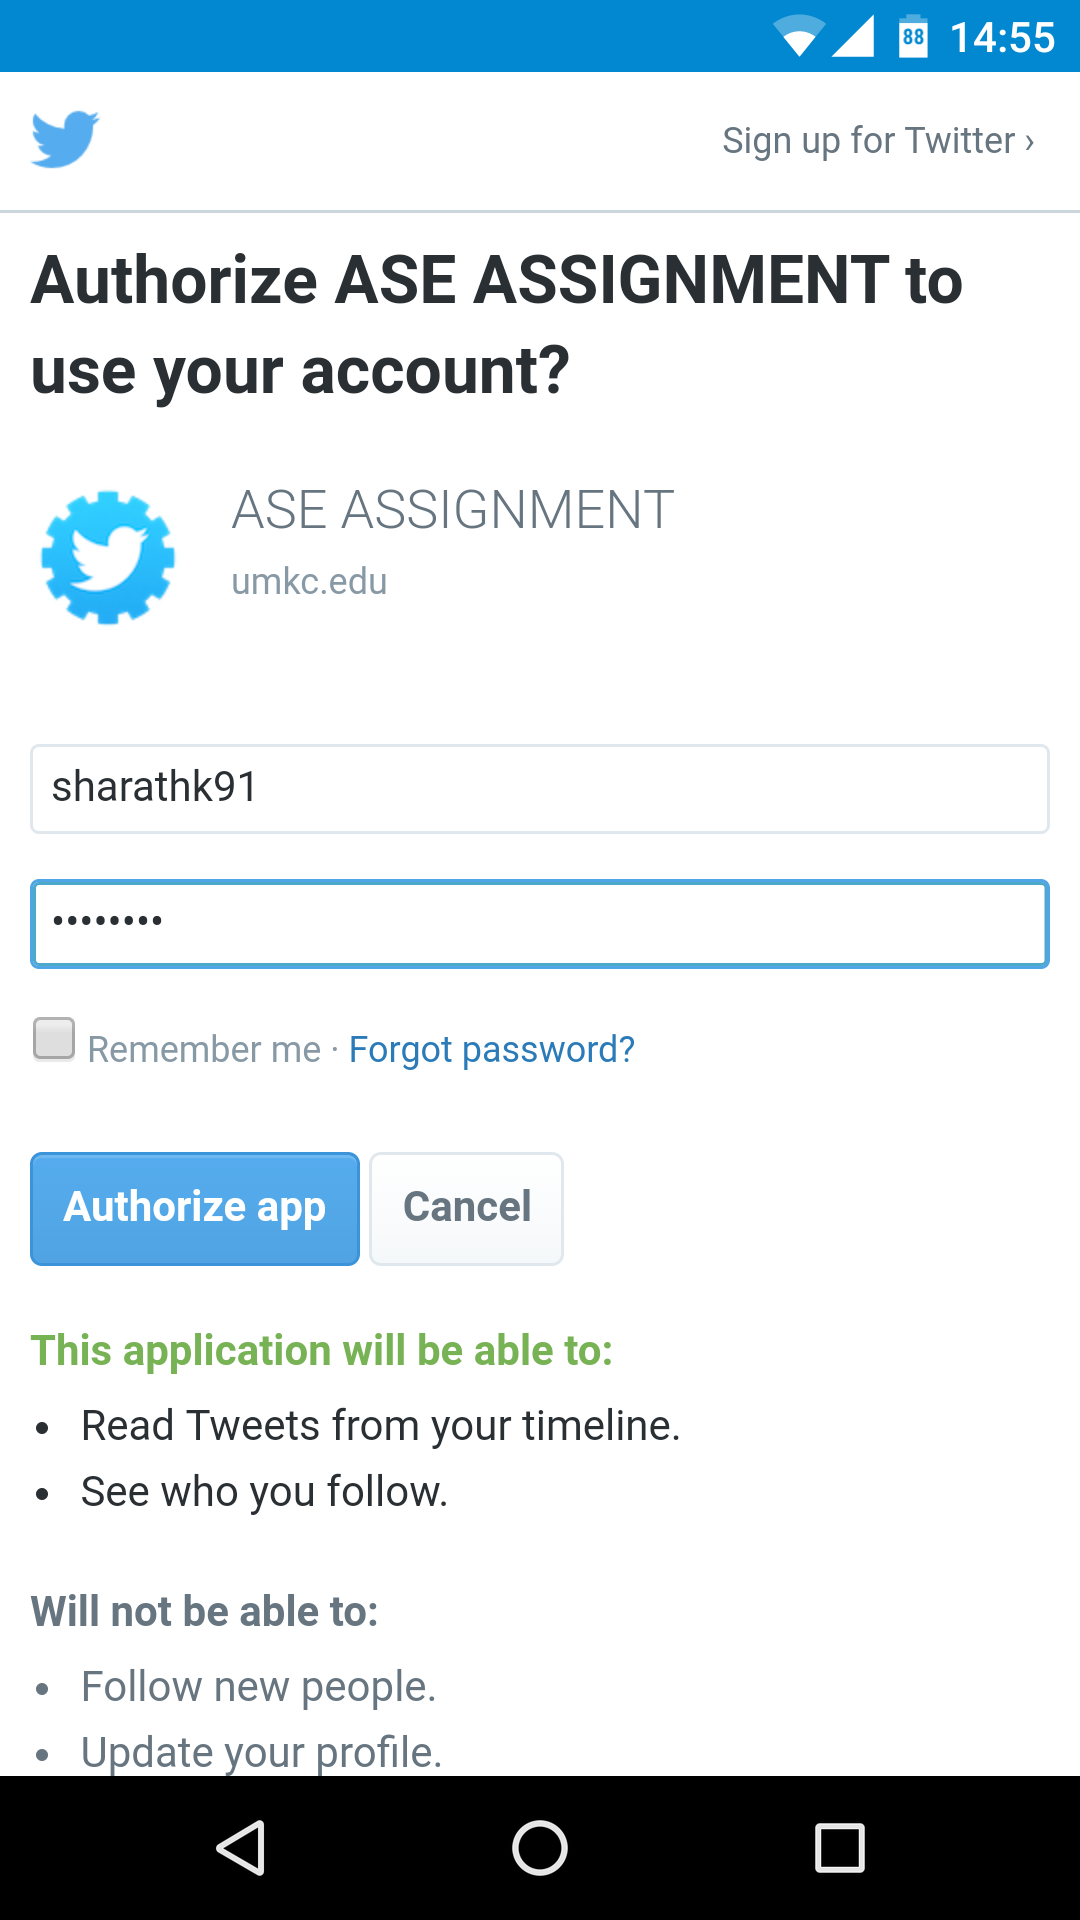 88 14:55
Sign up for Twitter ›
Authorize ASE ASSIGNMENT to
use your account?
ASE ASSIGNMENT
umkc.edu
sharathk91
••••••••
Remember me · Forgot password?
Authorize app Cancel
This application will be able to:
• Read Tweets from your timeline.
• See who you follow.
Will not be able to:
• Follow new people.
• Update your profile.